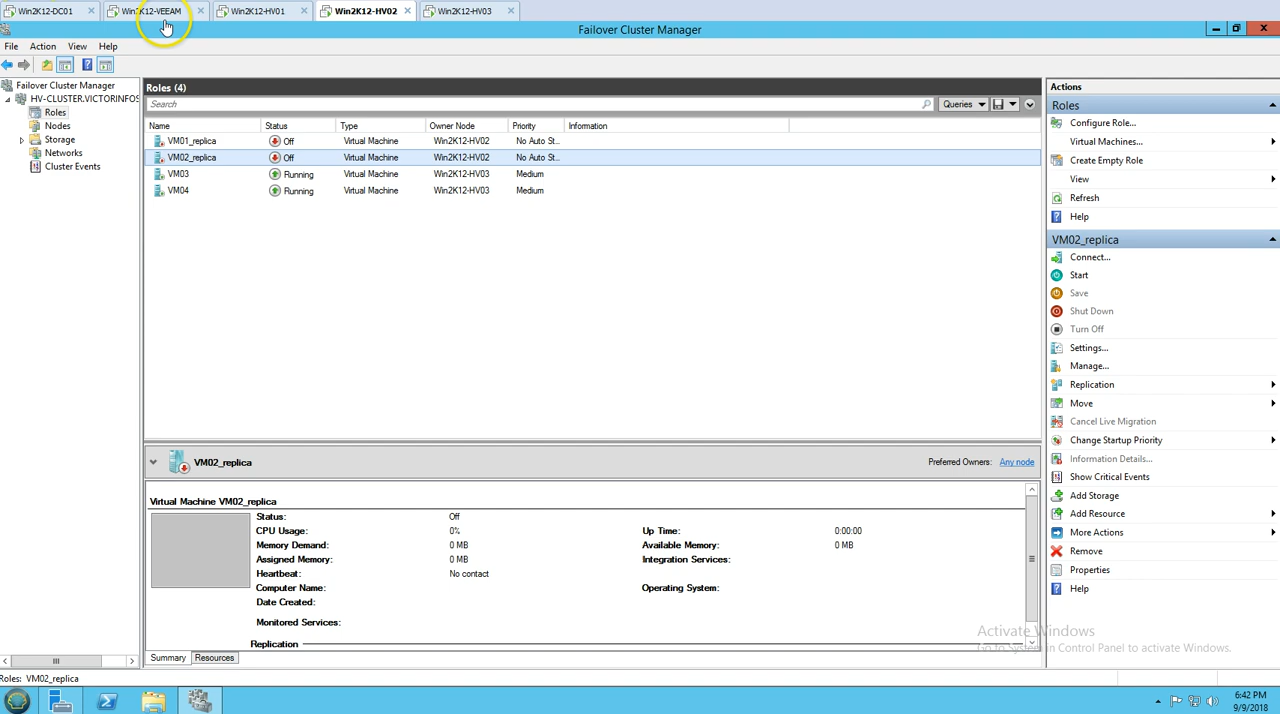 Win2K12-DC01 Win2K12-VEEAM Win2K12-HV01 Win2K12-HV02 Win2K12-HV03
Failover Cluster Manager
File Action View Help
Failover Cluster Manager
HV-CLUSTER.VICTORINFOS
Roles
Nodes
Storage
Networks
Cluster Events
Roles (4)
Search Queries
Name Status Type Owner Node Priority Information
VM01_replica Off Virtual Machine Win2K12-HV02 No Auto St...
VM02_replica Off Virtual Machine Win2K12-HV02 No Auto St...
VM03 Running Virtual Machine Win2K12-HV03 Medium
VM04 Running Virtual Machine Win2K12-HV03 Medium
VM02_replica Preferred Owners: Any node
Virtual Machine VM02_replica
Status: Off
CPU Usage: 0% Up Time: 0:00:00
Memory Demand: 0 MB Available Memory: 0 MB
Assigned Memory: 0 MB Integration Services:
Heartbeat: No contact
Computer Name: Operating System:
Date Created:
Monitored Services:
Replication
Summary Resources
Actions
Roles
Configure Role...
Virtual Machines...
Create Empty Role
View
Refresh
Help
VM02_replica
Connect...
Start
Save
Shut Down
Turn Off
Settings...
Manage...
Replication
Move
Cancel Live Migration
Change Startup Priority
Information Details...
Show Critical Events
Add Storage
Add Resource
More Actions
Remove
Properties
Help
Activate Windows
Go to System in Control Panel to activate Windows.
Roles: VM02_replica
6:42 PM
9/9/2018